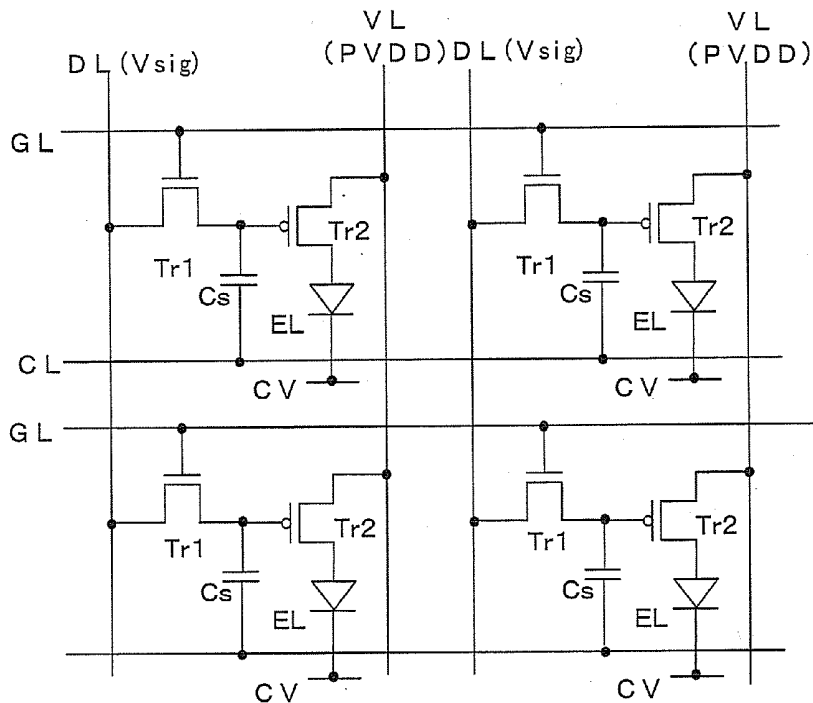 VL
(PVDD)
DL(Vsig)
VL
(PVDD)
DL(Vsig)
GL
Tr2
Tr2
Tr1
Tr1
Cs
Cs
EL
EL
CL
CV
CV
GL
Tr2
Tr2
Tr1
Tr1
Cs
Cs
EL
EL
CV
CV